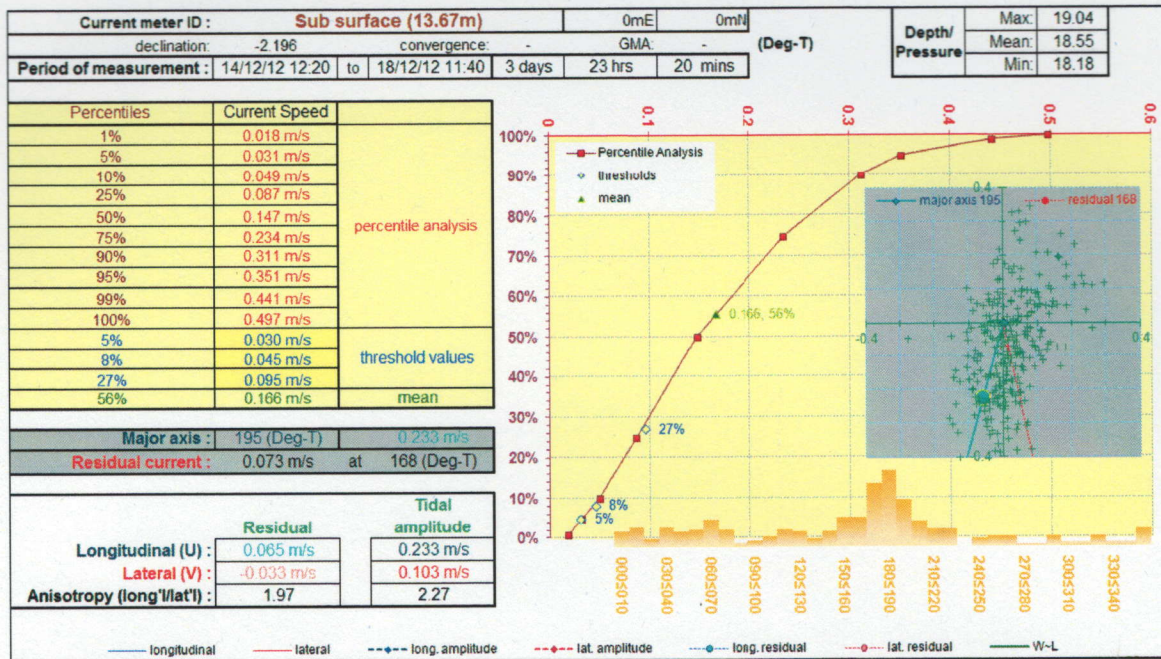 Current meter ID : Sub surface (13.67m) 0mE 0mN
declination: -2.196 convergence: - GMA: - (Deg-T)
Period of measurement : 14/12/12 12:20 to 18/12/12 11:40 3 days 23 hrs 20 mins
Depth/ Pressure
Max: 19.04
Mean: 18.55
Min: 18.18
Percentiles Current Speed
1% 0.018 m/s
5% 0.031 m/s
10% 0.049 m/s
25% 0.087 m/s
50% 0.147 m/s
75% 0.234 m/s
90% 0.311 m/s
95% 0.351 m/s
99% 0.441 m/s
100% 0.497 m/s
percentile analysis
5% 0.030 m/s
8% 0.045 m/s
27% 0.095 m/s
threshold values
56% 0.166 m/s mean
Major axis : 195 (Deg-T) 0.233 m/s
Residual current : 0.073 m/s at 168 (Deg-T)
Residual Tidal amplitude
Longitudinal (U) : 0.065 m/s 0.233 m/s
Lateral (V) : -0.033 m/s 0.103 m/s
Anisotropy (long'l/lat'l) : 1.97 2.27
0 0.1 0.2 0.3 0.4 0.5 0.6
100%
90%
80%
70%
60%
50%
40%
30%
20%
10%
0%
Percentile Analysis
thresholds
mean
0.166, 56%
27%
8%
5%
0.4
major axis 195 residual 168
-0.4 0.4
0.4
000≤010 030≤040 060≤070 090≤100 120≤130 150≤160 180≤190 210≤220 240≤250 270≤280 300≤310 330≤340
longitudinal lateral long. amplitude lat. amplitude long. residual lat. residual W~L